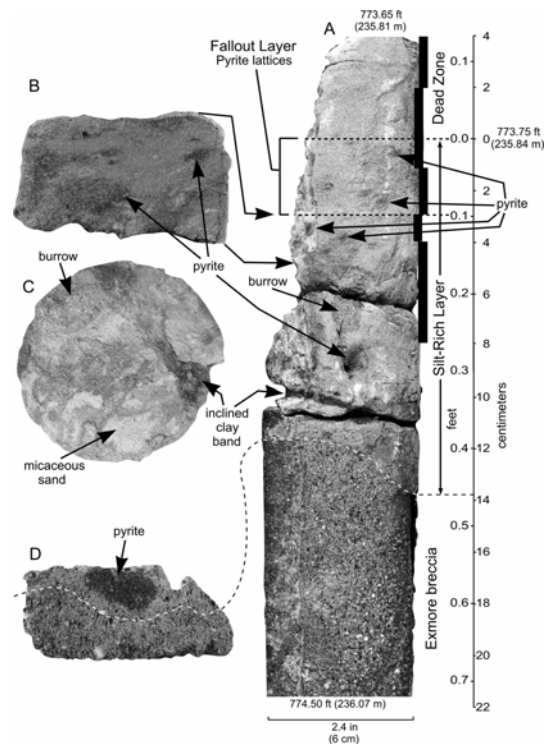 A
773.65 ft
(235.81 m)
Fallout Layer
Pyrite lattices
B
Dead Zone
773.75 ft
(235.84 m)
pyrite
pyrite
C
burrow
burrow
inclined
clay
band
micaceous
sand
Silt-Rich Layer
feet
centimeters
D
pyrite
Exmore breccia
774.50 ft (236.07 m)
2.4 in
(6 cm)
0.1
0.0
0.1
0.2
0.3
0.4
0.5
0.6
0.7
4
2
0
2
4
6
8
10
12
14
16
18
20
22